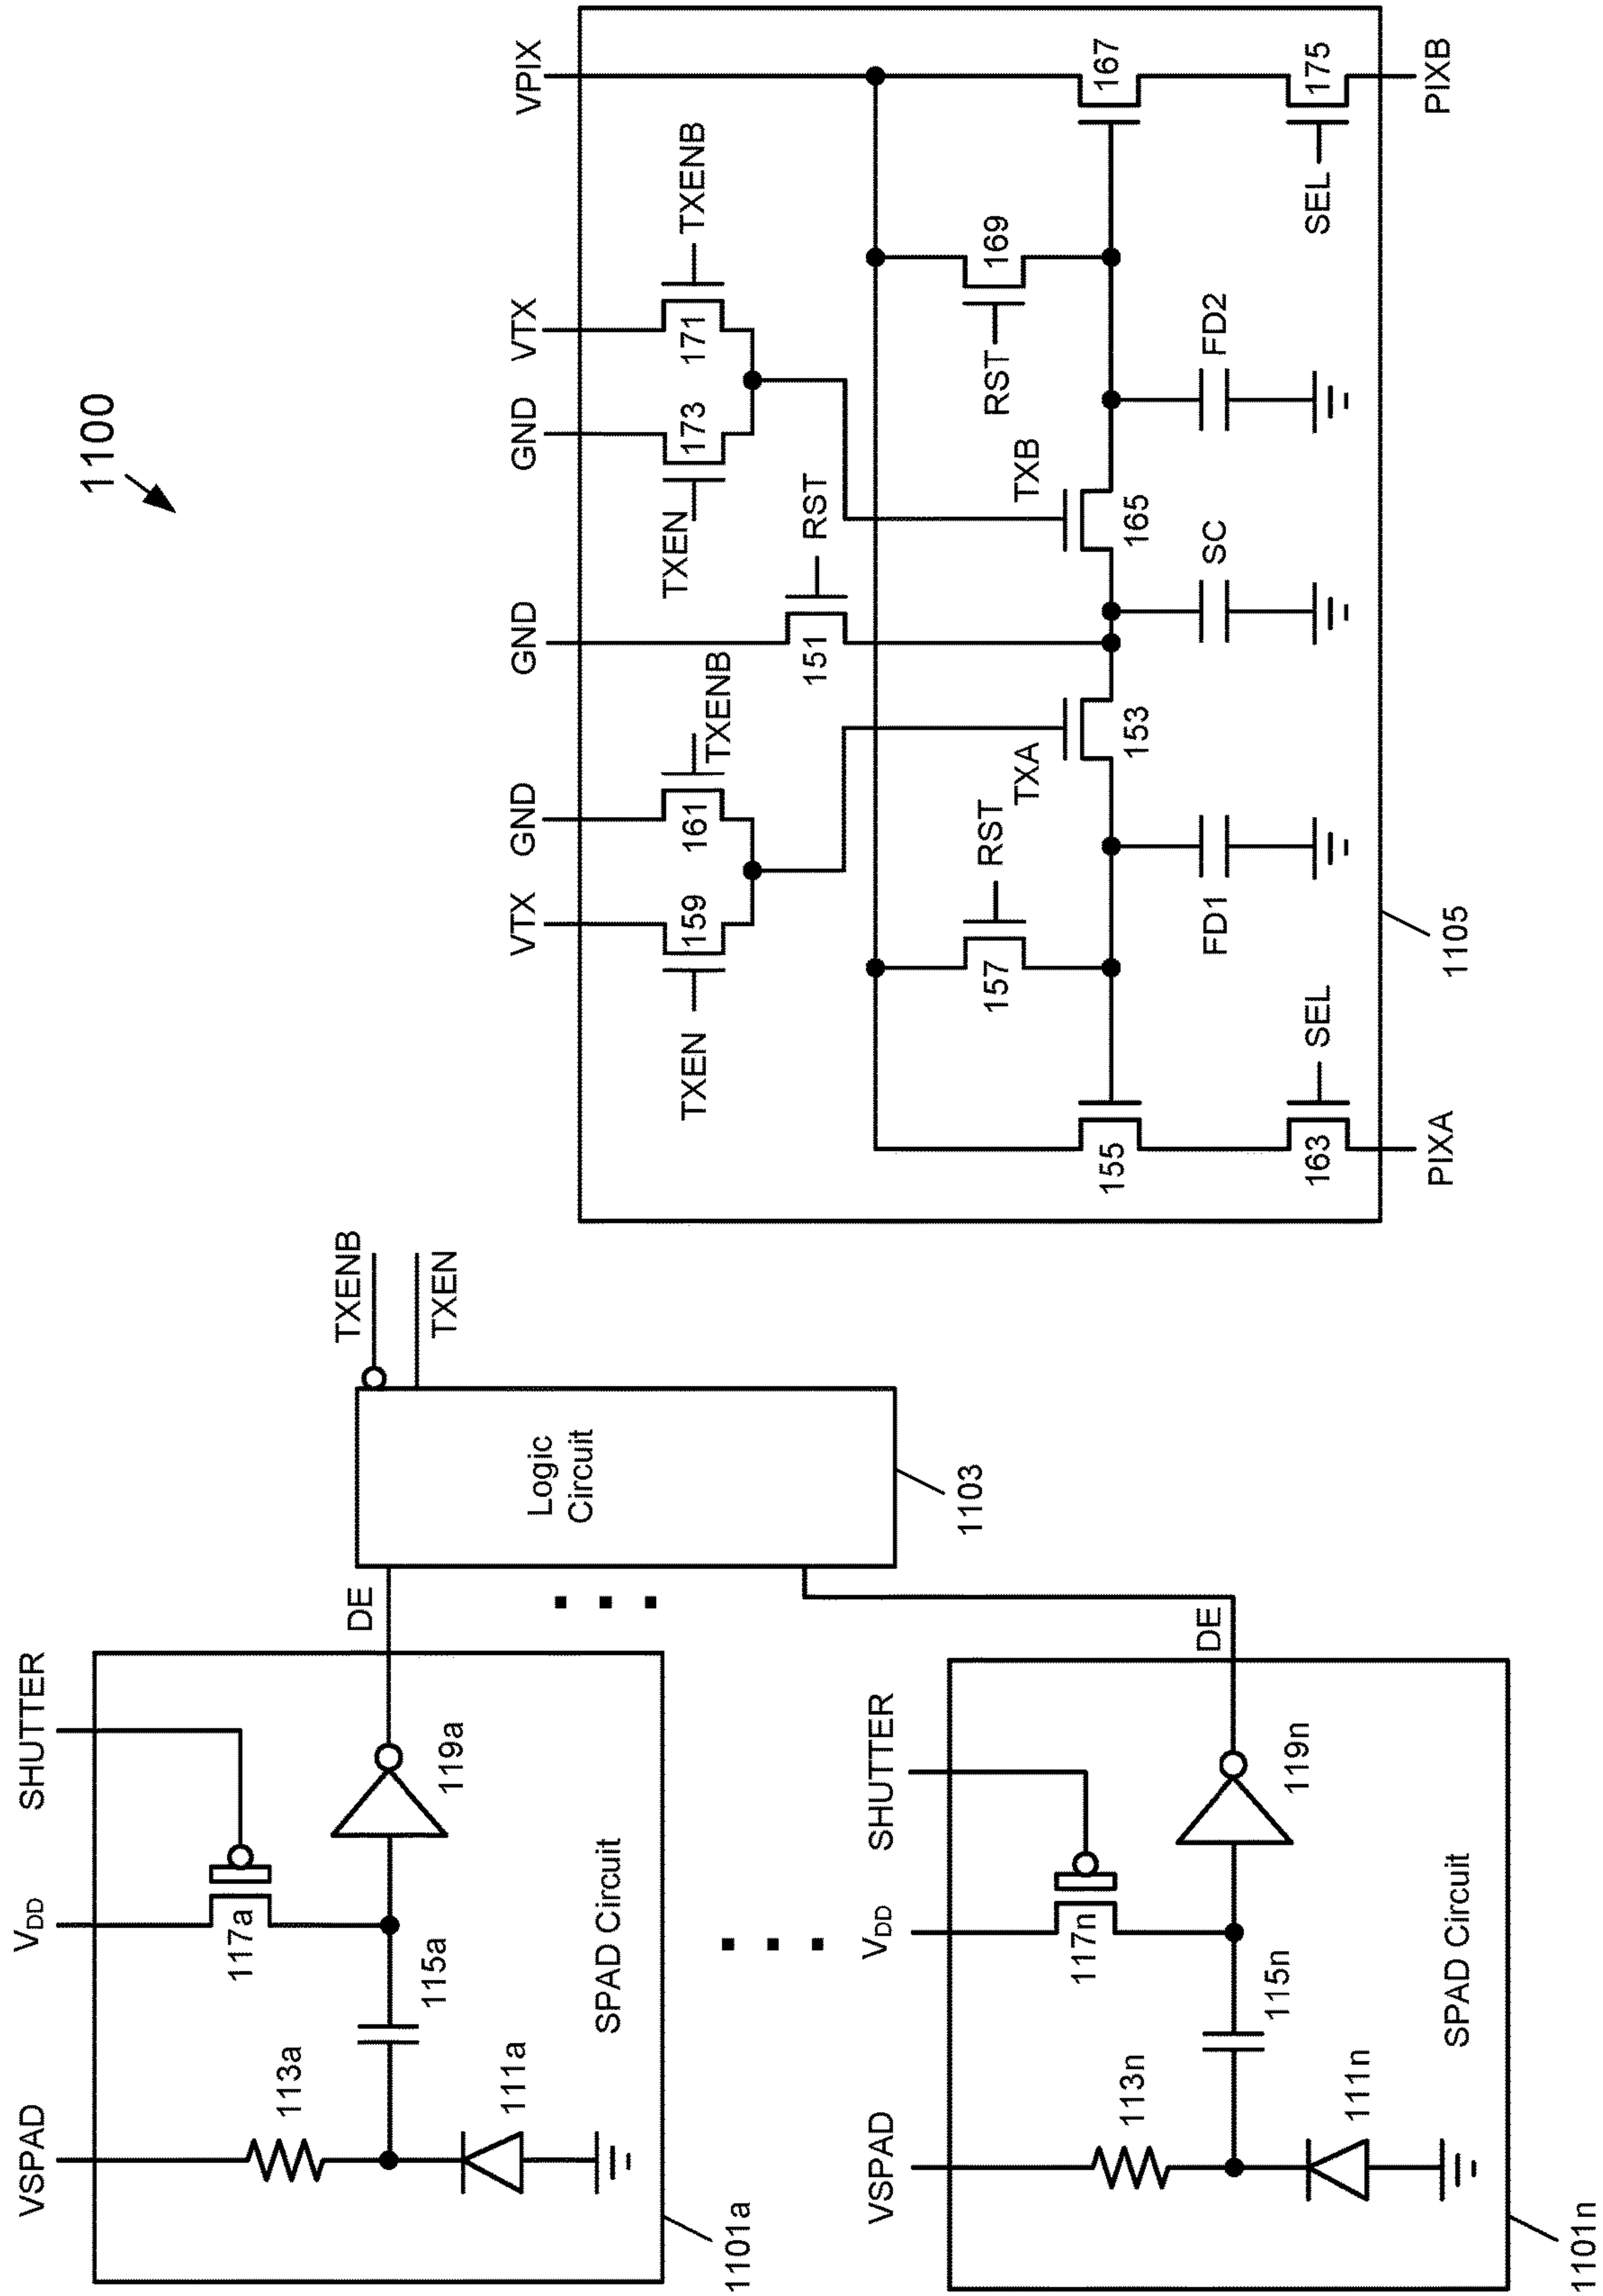 1100
VSPAD
VDD
SHUTTER
113a
117a
115a
111a
119a
SPAD Circuit
1101a
DE
VSPAD
VDD
SHUTTER
113n
117n
115n
111n
119n
SPAD Circuit
1101n
DE
Logic
Circuit
1103
TXENB
TXEN
VTX
GND
GND
GND
VTX
VPIX
TXEN
159
161
TXENB
151
RST
TXEN
173
171
TXENB
157
RST
TXA
TXB
RST
169
155
153
165
167
FD1
SC
FD2
163
SEL
SEL
175
PIXA
PIXB
1105